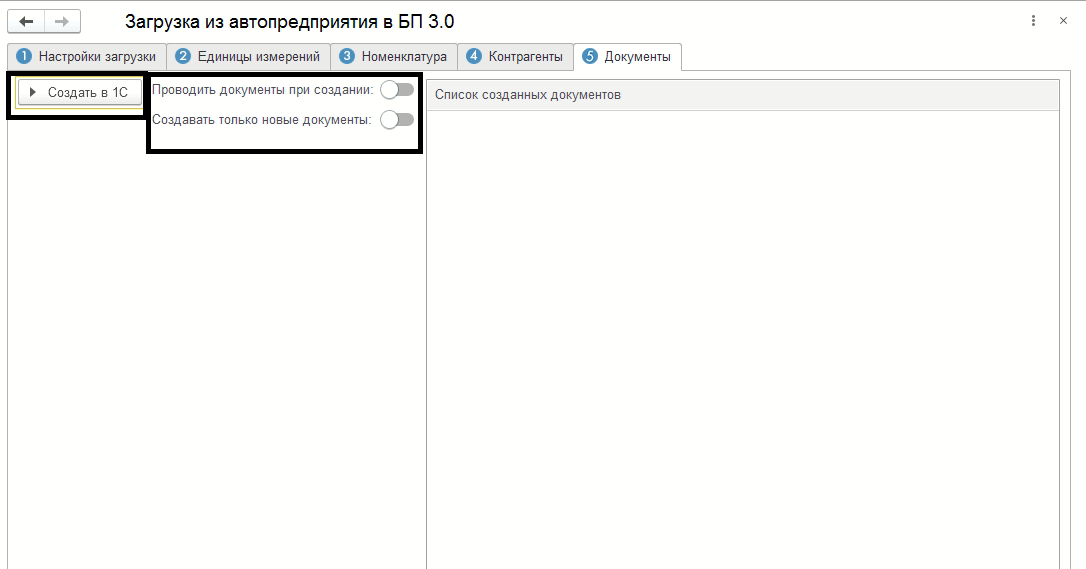 Загрузка из автопредприятия в БП 3.0
1 Настройки загрузки 2 Единицы измерений 3 Номенклатура 4 Контрагенты 5 Документы
Создать в 1С
Проводить документы при создании:
Создавать только новые документы:
Список созданных документов